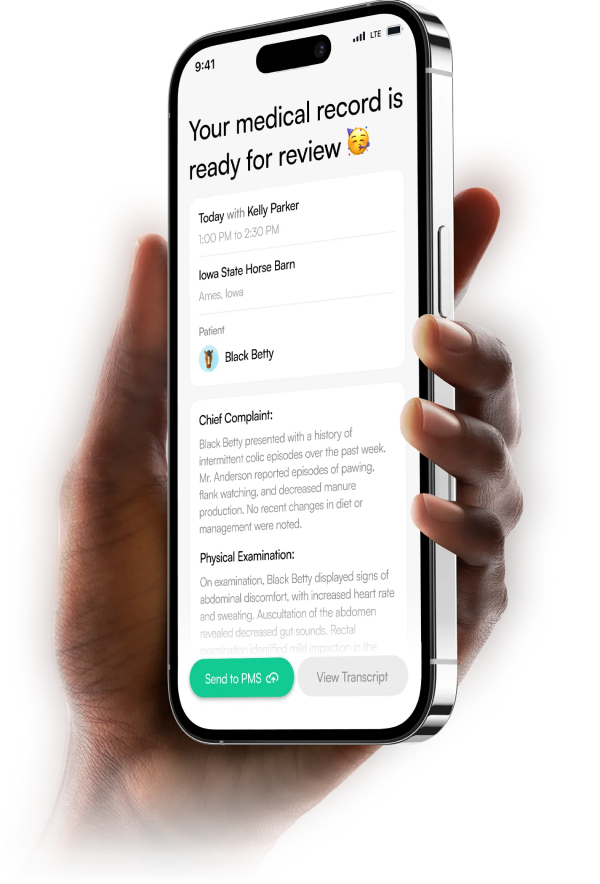 9:41
LTE
Your medical record is
ready for review
Today with Kelly Parker
1:00 PM to 2:30 PM
Iowa State Horse Barn
Ames, Iowa
Patient
Black Betty
Chief Complaint:
Black Betty presented with a history of
intermittent colic episodes over the past week.
Mr. Anderson reported episodes of pawing,
flank watching, and decreased manure
production. No recent changes in diet or
management were noted.
Physical Examination:
On examination, Black Betty displayed signs of
abdominal discomfort, with increased heart rate
and sweating. Auscultation of the abdomen
revealed decreased gut sounds. Rectal
examination identified mild impaction in the
Send to PMS
View Transcript